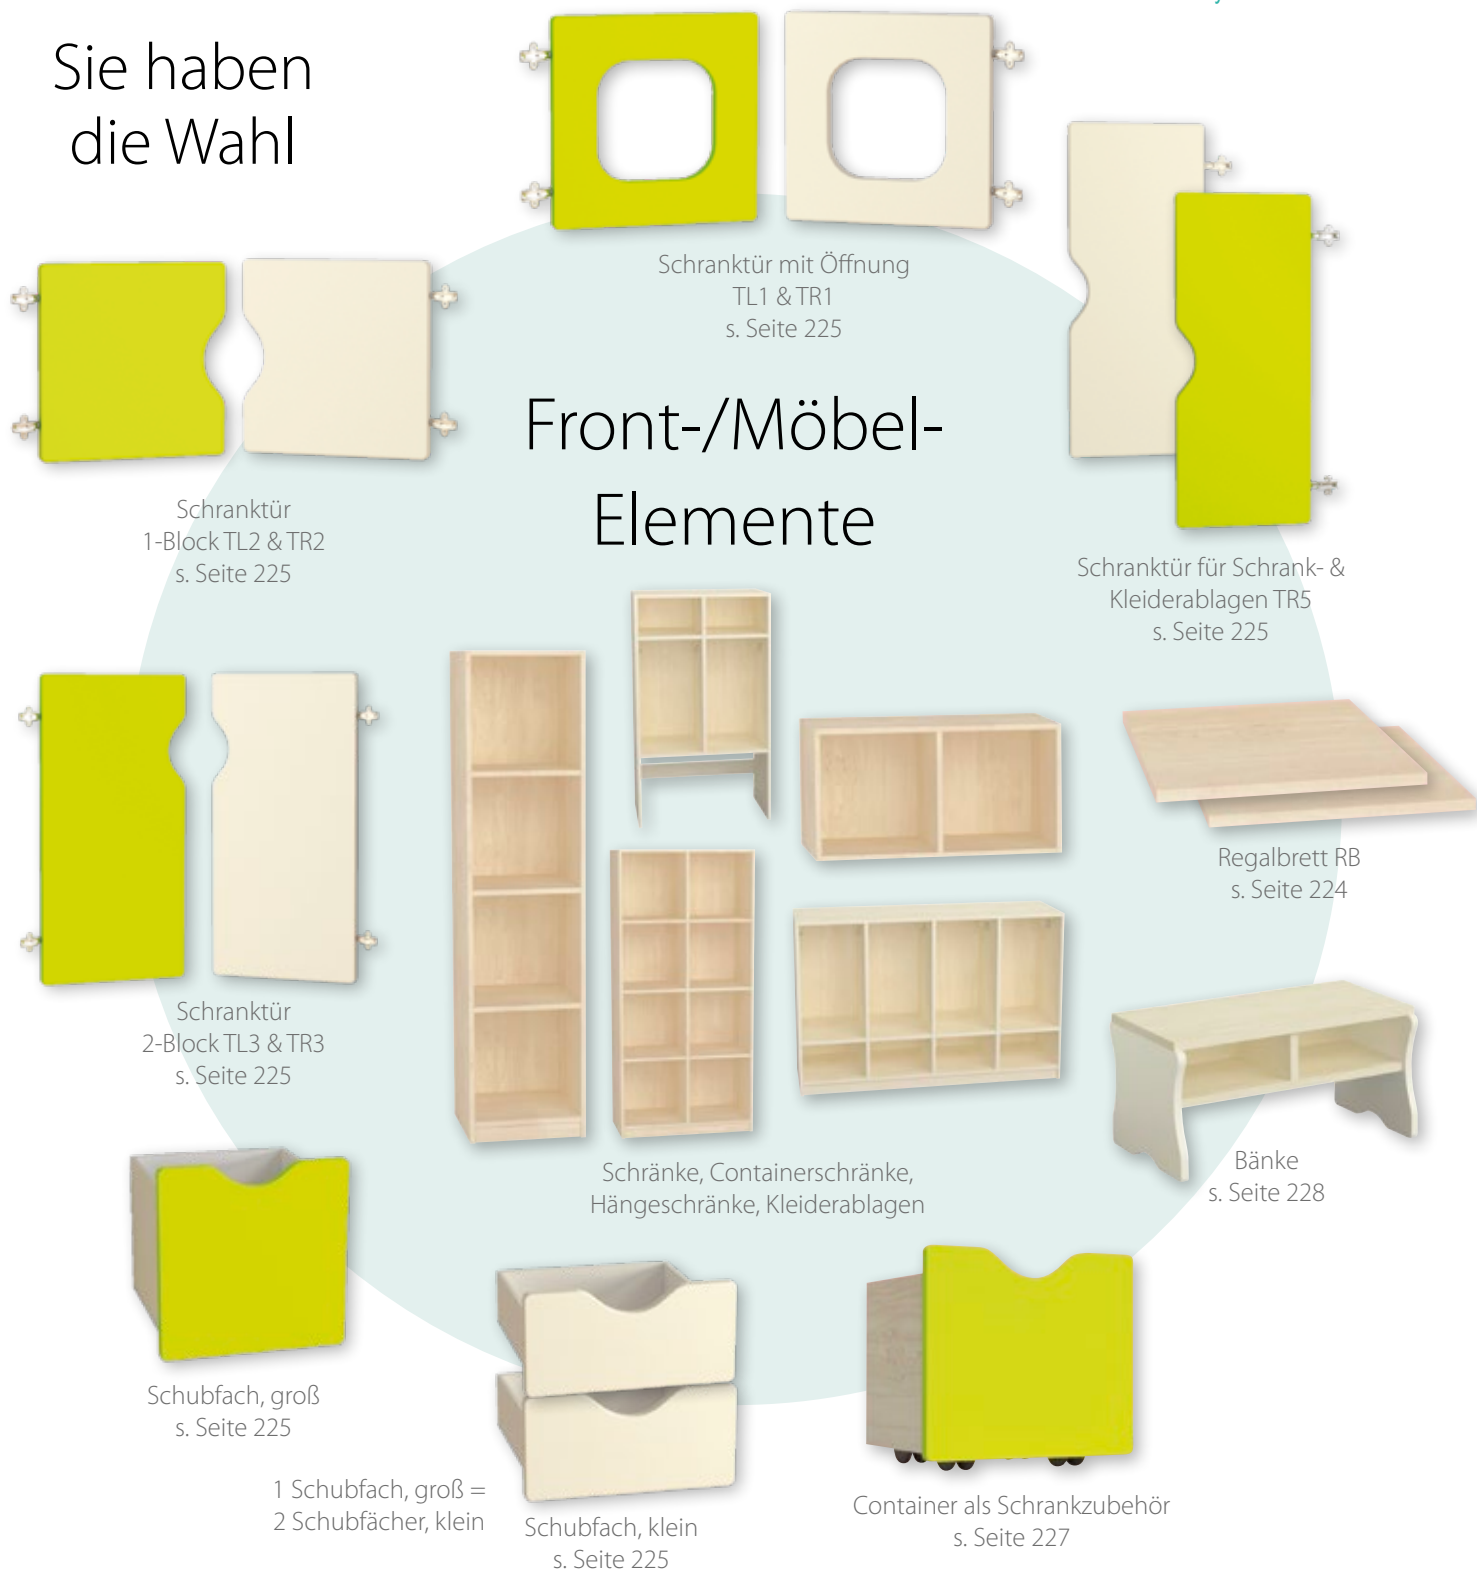 Sie haben
die Wahl
Schranktür mit Öffnung
TL1 & TR1
s. Seite 225
Front-/Möbel-
Elemente
Schranktür
1-Block TL2 & TR2
s. Seite 225
Schranktür für Schrank- &
Kleiderablagen TR5
s. Seite 225
Regalbrett RB
s. Seite 224
Schranktür
2-Block TL3 & TR3
s. Seite 225
Schränke, Containerschränke,
Hängeschränke, Kleiderablagen
Bänke
s. Seite 228
Schubfach, groß
s. Seite 225
1 Schubfach, groß =
2 Schubfächer, klein
Schubfach, klein
s. Seite 225
Container als Schrankzubehör
s. Seite 227